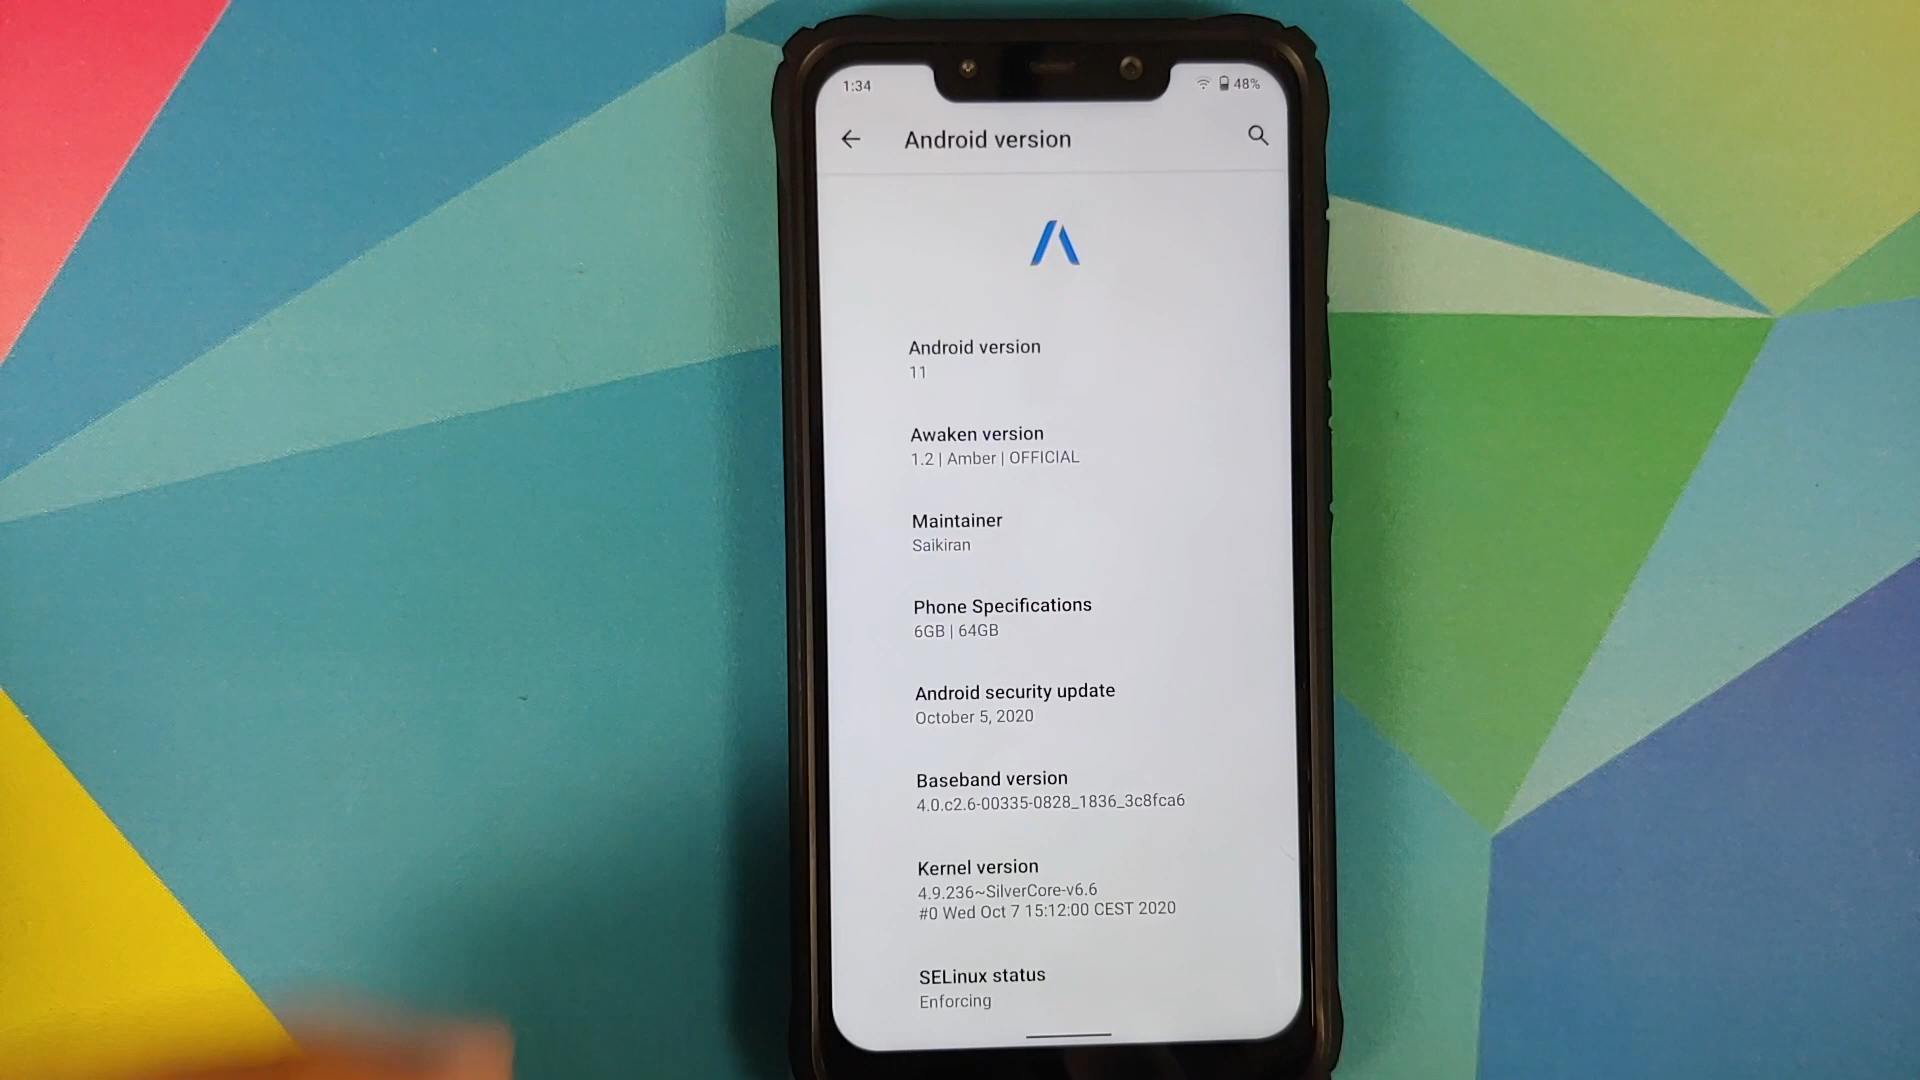 1:34
48%
Android version
Android version
11
Awaken version
1.2 | Amber | OFFICIAL
Maintainer
Saikiran
Phone Specifications
6GB | 64GB
Android security update
October 5, 2020
Baseband version
4.0.c2.6-00335-0828_1836_3c8fca6
Kernel version
4.9.236~SilverCore-v6.6
#0 Wed Oct 7 15:12:00 CEST 2020
SELinux status
Enforcing